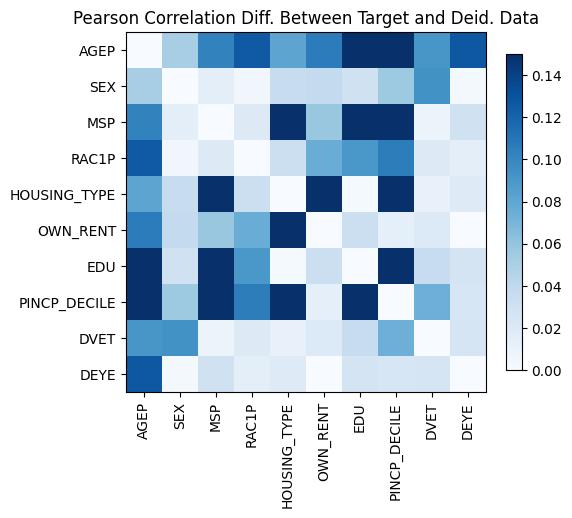 Pearson Correlation Diff. Between Target and Deid. Data
AGEP
SEX
MSP
RAC1P
HOUSING_TYPE
OWN_RENT
EDU
PINCP_DECILE
DVET
DEYE
AGEP
SEX
MSP
RAC1P
HOUSING_TYPE
OWN_RENT
EDU
PINCP_DECILE
DVET
DEYE
0.14
0.12
0.10
0.08
0.06
0.04
0.02
0.00